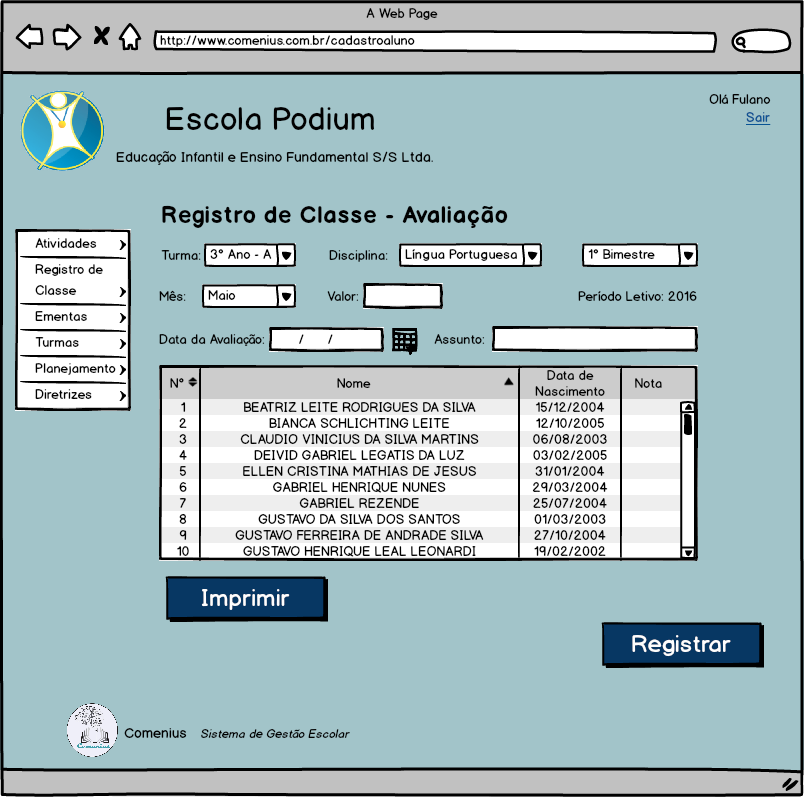 A Web Page
http://www.comenius.com.br/cadastroaluno
Olá Fulano
Sair
Escola Podium
Educação Infantil e Ensino Fundamental S/S Ltda.
Registro de Classe - Avaliação
Atividades
Registro de
Classe
Ementas
Turmas
Planejamento
Diretrizes
Turma: 3° Ano - A Disciplina: Língua Portuguesa 1° Bimestre
Mês: Maio Valor: Período Letivo: 2016
Data da Avaliação: / / Assunto:
N° Nome Data de Nascimento Nota
1 BEATRIZ LEITE RODRIGUES DA SILVA 15/12/2004
2 BIANCA SCHLICHTING LEITE 12/10/2005
3 CLAUDIO VINICIUS DA SILVA MARTINS 06/08/2003
4 DEIVID GABRIEL LEGATIS DA LUZ 03/02/2005
5 ELLEN CRISTINA MATHIAS DE JESUS 31/01/2004
6 GABRIEL HENRIQUE NUNES 29/03/2004
7 GABRIEL REZENDE 25/07/2004
8 GUSTAVO DA SILVA DOS SANTOS 01/03/2003
9 GUSTAVO FERREIRA DE ANDRADE SILVA 27/10/2004
10 GUSTAVO HENRIQUE LEAL LEONARDI 19/02/2002
Imprimir
Registrar
Comenius
Comenius Sistema de Gestão Escolar